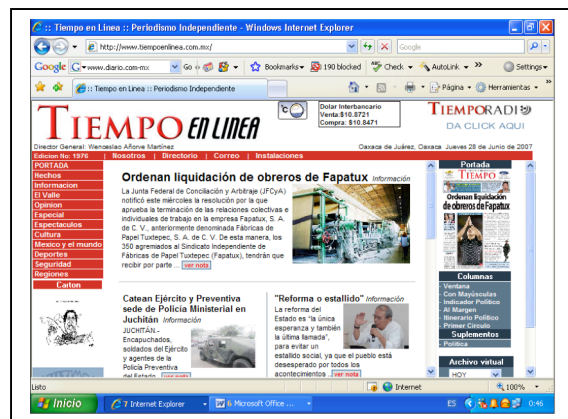 :: Tiempo en Linea :: Periodismo Independiente - Windows Internet Explorer
http://www.tiempoenlinea.com.mx/
Google
Google www.diario.com-mx Go Bookmarks 190 blocked Check AutoLink >> Settings
:: Tiempo en Linea :: Periodismo Independiente Página Herramientas >>
TIEMPO EN LINEA
°C
Dolar Interbancario
Venta:$10.8721
Compra: $10.8471
TIEMPORADIO
DA CLICK AQUI
Director General: Wenceslao Añorve Martínez
Oaxaca de Juárez, Oaxaca Jueves 28 de Junio de 2007
Edicion No: 1976 | Nosotros | Directorio | Correo | Instalaciones
PORTADA
Hechos
Informacion
El Valle
Opinion
Especial
Espectaculos
Cultura
Mexico y el mundo
Deportes
Seguridad
Regiones
Carton
Ordenan liquidación de obreros de Fapatux Información
La Junta Federal de Concilación y Arbitraje (JFCyA)
notificó este miércoles la resolución por la que
aprueba la terminación de las relaciones colectivas e
individuales de trabajo en la empresa Fapatux, S. A.
de C. V., anteriormente denominada Fábricas de
Papel Tuxtepec, S. A. de C. V. De esta manera, los
350 agremiados al Sindicato Independiente de
Fábricas de Papel Tuxtepec (Fapatux), tendrán que
recibir por parte ... ver nota
Catean Ejército y Preventiva
sede de Policía Ministerial en
Juchitán Información
JUCHITÁN.-
Encapuchados,
soldados del Ejército
y agentes de la
Policía Preventiva
del Estado ver nota
"Reforma o estallido" Información
La reforma del
Estado es "la única
esperanza y también
la última llamada",
para evitar un
estallido social, ya que el pueblo está
desesperado por todos los
acontecimientos ver nota
Portada
TIEMPO
Ordenan liquidación
de obreros de Fapatux
Columnas
- Ventana
- Con Mayúsculas
- Indicador Político
- Al Margen
- Itinerario Político
- Primer Círculo
Suplementos
- Política
Archivo virtual
HOY
Listo Internet 100%
Inicio 7 Internet Explorer 6 Microsoft Office ... ES 0:46